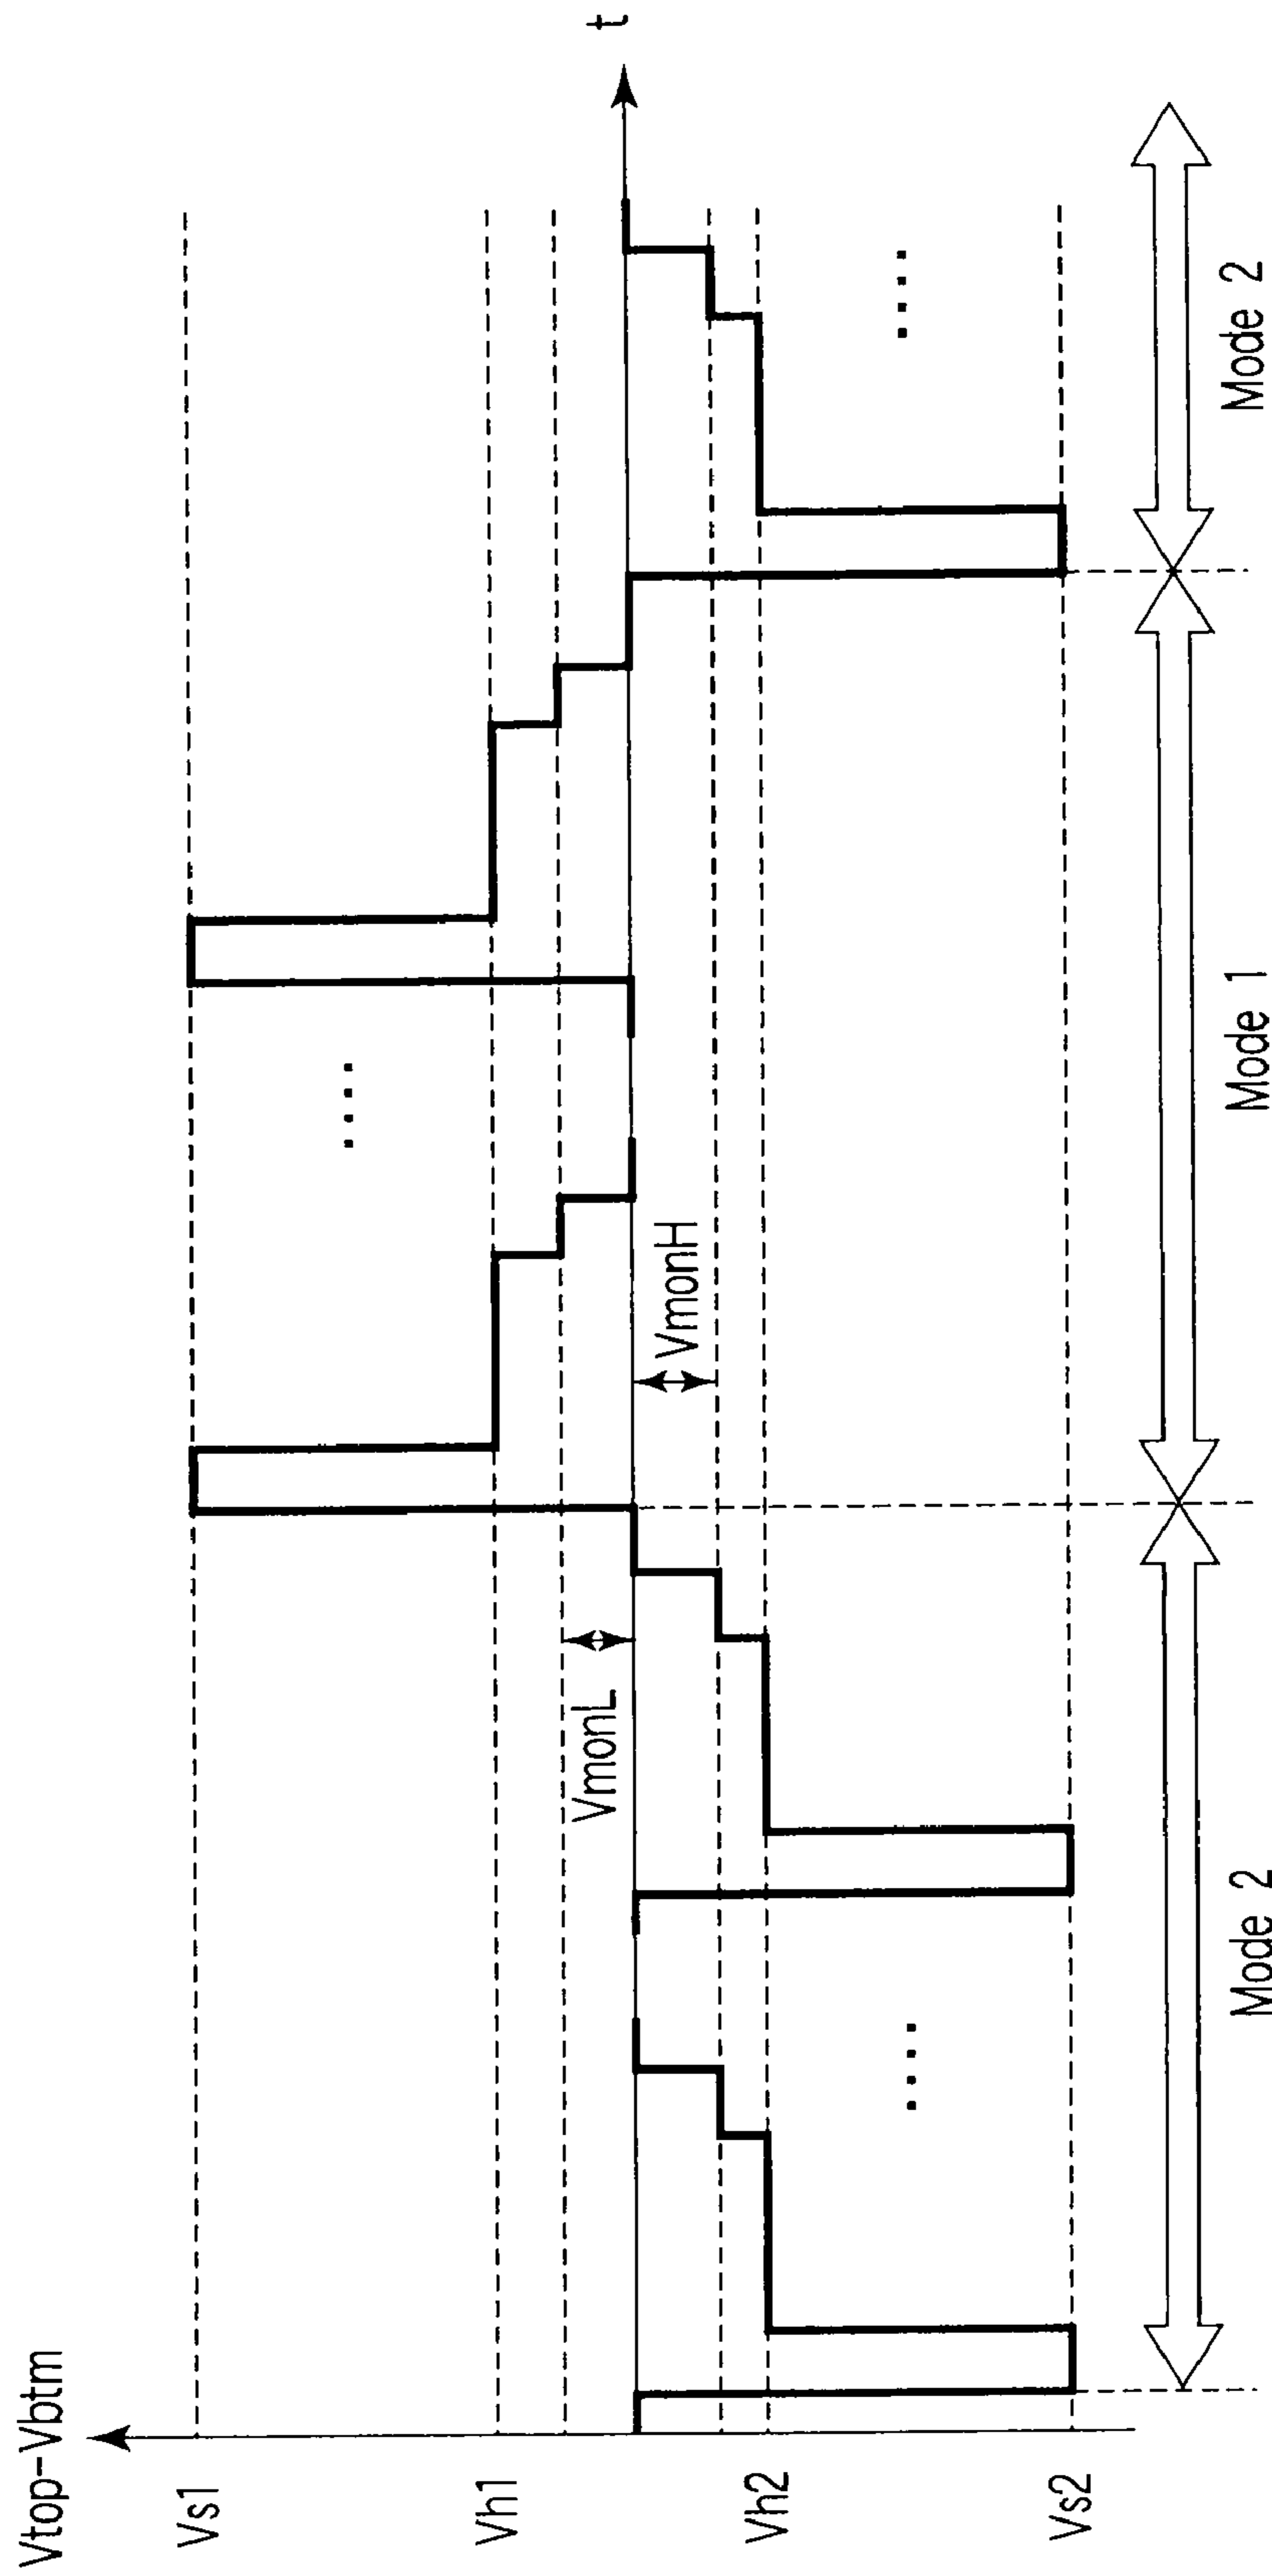 Vtop-Vbtm
Vs1
Vh1
Vh2
Vs2
VmonL
VmonH
t
Mode 2
Mode 1
Mode 2